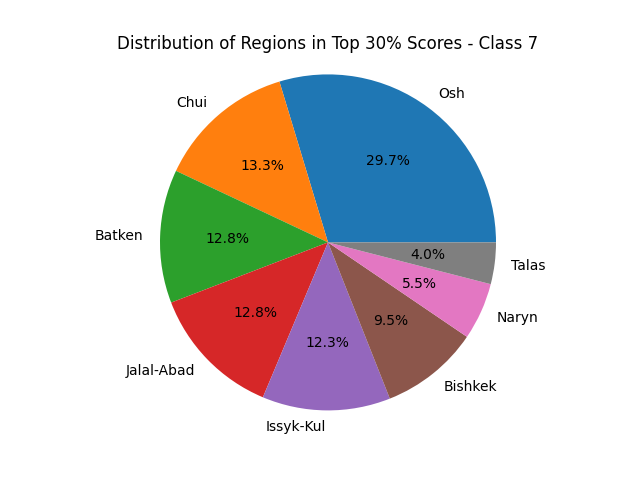 Distribution of Regions in Top 30% Scores - Class 7
Osh
29.7%
Chui
13.3%
Batken
12.8%
Jalal-Abad
12.8%
Issyk-Kul
12.3%
Bishkek
9.5%
Naryn
5.5%
Talas
4.0%